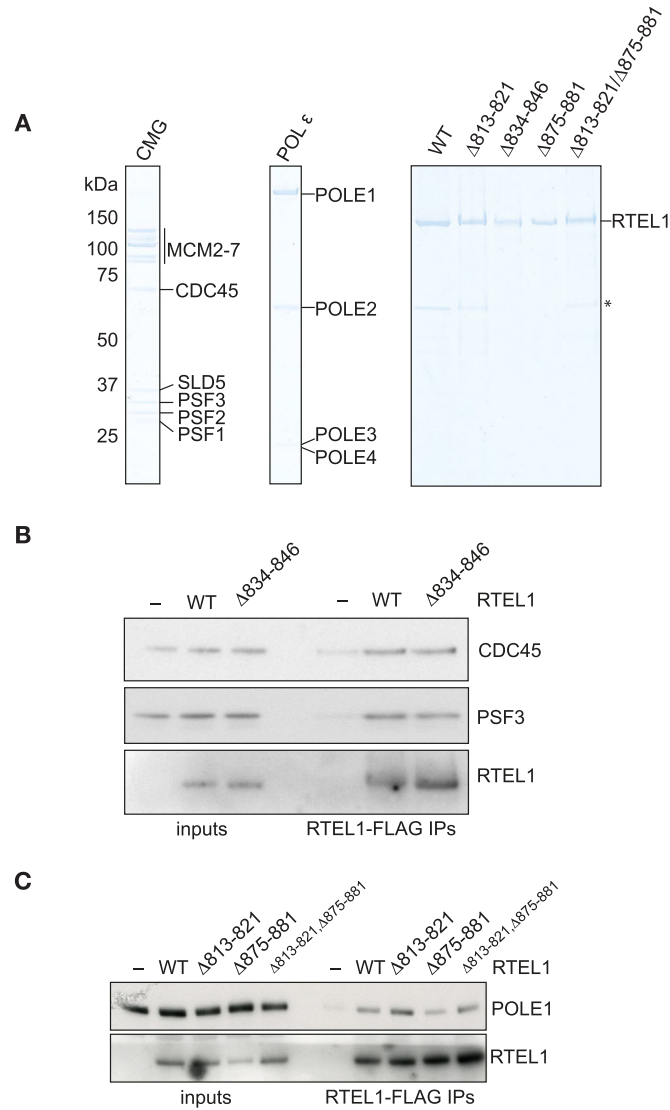 A
CMG
POL ε
WT
Δ813-821
Δ834-846
Δ875-881
Δ813-821/Δ875-881
kDa
150
100
75
50
37
25
MCM2-7
CDC45
SLD5
PSF3
PSF2
PSF1
POLE1
POLE2
POLE3
POLE4
RTEL1
*
B
– WT Δ834-846 – WT Δ834-846 RTEL1
CDC45
PSF3
RTEL1
inputs RTEL1-FLAG IPs
C
– WT Δ813-821 Δ875-881 Δ813-821,Δ875-881 – WT Δ813-821 Δ875-881 Δ813-821,Δ875-881 RTEL1
POLE1
RTEL1
inputs RTEL1-FLAG IPs